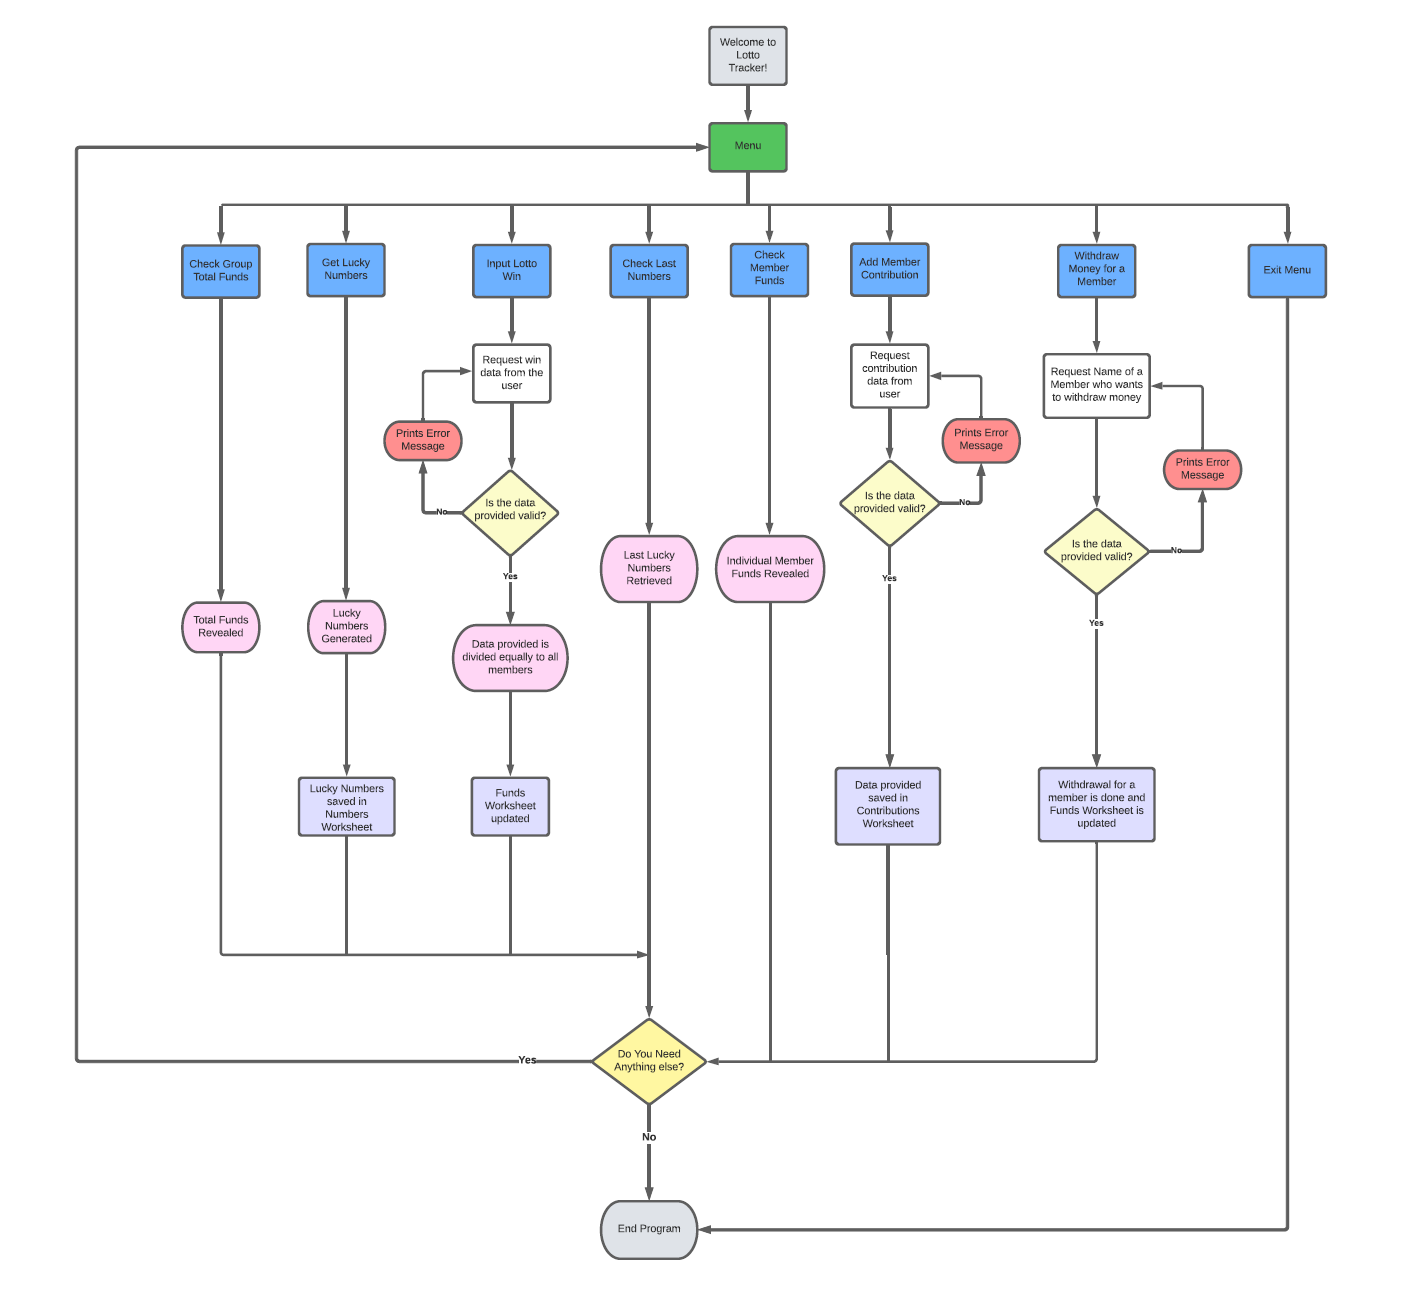 Welcome to
Lotto
Tracker!
Menu
Check Group
Total Funds
Get Lucky
Numbers
Input Lotto
Win
Check Last
Numbers
Check
Member
Funds
Add Member
Contribution
Withdraw
Money for a
Member
Exit Menu
Request win
data from the
user
Request
contribution
data from
user
Request Name of a
Member who wants
to withdraw money
Prints Error
Message
Prints Error
Message
Prints Error
Message
Is the data
provided valid?
No
Is the data
provided valid?
No
Is the data
provided valid?
No
Yes
Yes
Yes
Last Lucky
Numbers
Retrieved
Individual Member
Funds Revealed
Total Funds
Revealed
Lucky
Numbers
Generated
Data provided is
divided equally to all
members
Lucky Numbers
saved in
Numbers
Worksheet
Funds
Worksheet
updated
Data provided
saved in
Contributions
Worksheet
Withdrawal for a
member is done and
Funds Worksheet is
updated
Yes
Do You Need
Anything else?
No
End Program